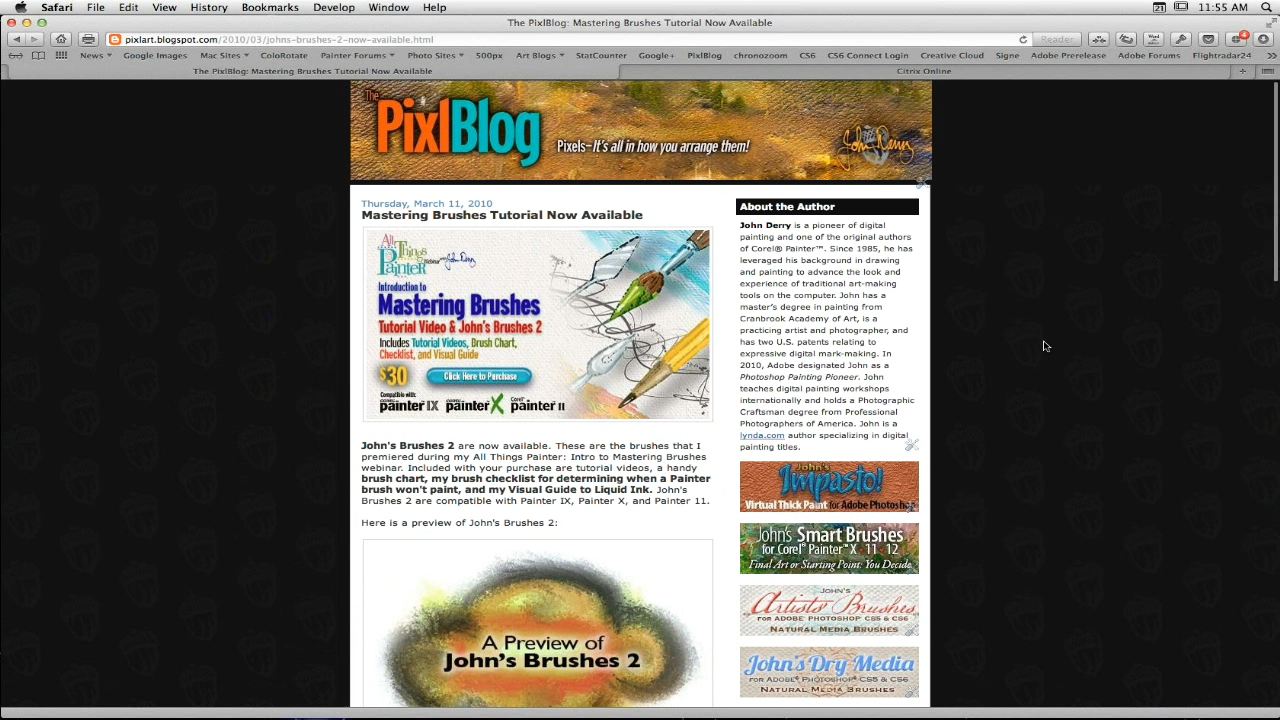 Safari File Edit View History Bookmarks Develop Window Help
11:55 AM
The PixlBlog: Mastering Brushes Tutorial Now Available
pixlart.blogspot.com/2010/03/johns-brushes-2-now-available.html
Reader
News Google Images Mac Sites ColoRotate Painter Forums Photo Sites 500px Art Blogs StatCounter Google+ PixlBlog chronozoom CS6 CS6 Connect Login Creative Cloud Signe Adobe Prerelease Adobe Forums Flightradar24
The PixlBlog: Mastering Brushes Tutorial Now Available
Citrix Online
The
PixlBlog
Pixels—It's all in how you arrange them!
John Derry
Thursday, March 11, 2010
Mastering Brushes Tutorial Now Available
All Things Painter
Webinar with John Derry
Introduction to
Mastering Brushes
Tutorial Video & John's Brushes 2
Includes Tutorial Videos, Brush Chart,
Checklist, and Visual Guide
$30
Click Here to Purchase
Compatible with:
painter IX
painter X
Corel painter 11
John's Brushes 2 are now available. These are the brushes that I
premiered during my All Things Painter: Intro to Mastering Brushes
webinar. Included with your purchase are tutorial videos, a handy
brush chart, my brush checklist for determining when a Painter
brush won't paint, and my Visual Guide to Liquid Ink. John's
Brushes 2 are compatible with Painter IX, Painter X, and Painter 11.
Here is a preview of John's Brushes 2:
A Preview of
John's Brushes 2
About the Author
John Derry is a pioneer of digital
painting and one of the original authors
of Corel® Painter™. Since 1985, he has
leveraged his background in drawing
and painting to advance the look and
experience of traditional art-making
tools on the computer. John has a
master's degree in painting from
Cranbrook Academy of Art, is a
practicing artist and photographer, and
has two U.S. patents relating to
expressive digital mark-making. In
2010, Adobe designated John as a
Photoshop Painting Pioneer. John
teaches digital painting workshops
internationally and holds a Photographic
Craftsman degree from Professional
Photographers of America. John is a
lynda.com author specializing in digital
painting titles.
John's
Impasto!
Virtual Thick Paint for Adobe Photoshop
John's Smart Brushes
for Corel® Painter™ X 11 12
Final Art or Starting Point: You Decide.
JOHN'S
Artists' Brushes
FOR ADOBE® PHOTOSHOP® CS5 & CS6
NATURAL MEDIA BRUSHES
John's Dry Media
FOR ADOBE® PHOTOSHOP® CS5 & CS6
NATURAL MEDIA BRUSHES